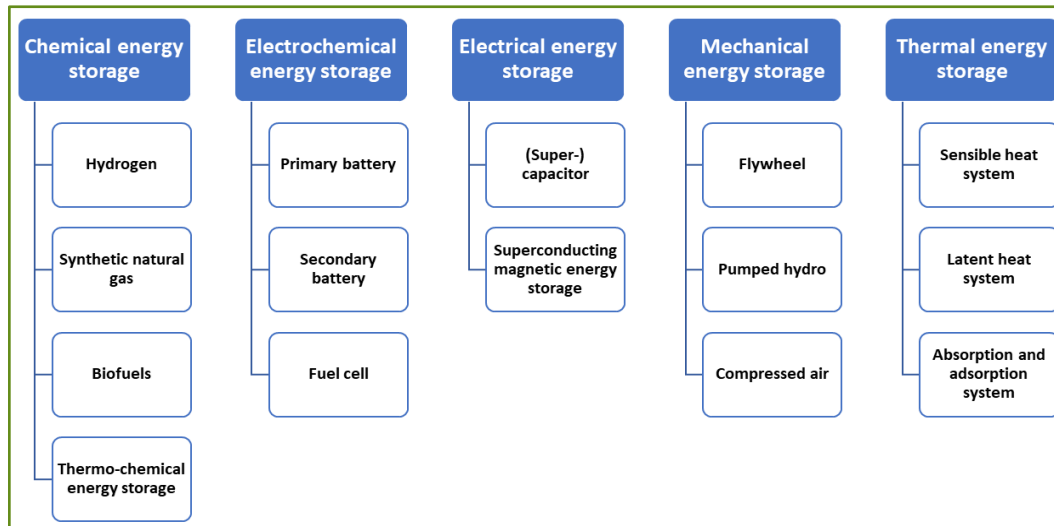 Chemical energy
storage
Hydrogen
Synthetic natural
gas
Biofuels
Thermo-chemical
energy storage
Electrochemical
energy storage
Primary battery
Secondary
battery
Fuel cell
Electrical energy
storage
(Super-)
capacitor
Superconducting
magnetic energy
storage
Mechanical
energy storage
Flywheel
Pumped hydro
Compressed air
Thermal energy
storage
Sensible heat
system
Latent heat
system
Absorption and
adsorption
system